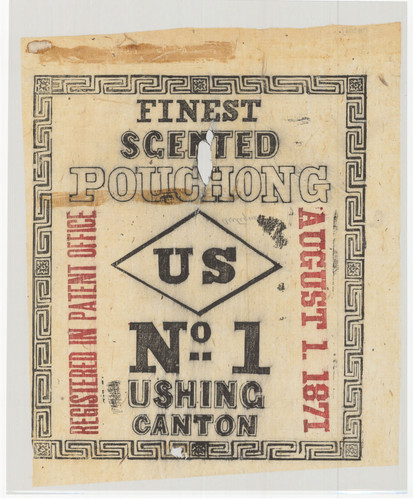 FINEST
SCENTED
POUCHONG
US
No. 1
USHING
CANTON
REGISTERED IN PATENT OFFICE
AUGUST 1. 1871